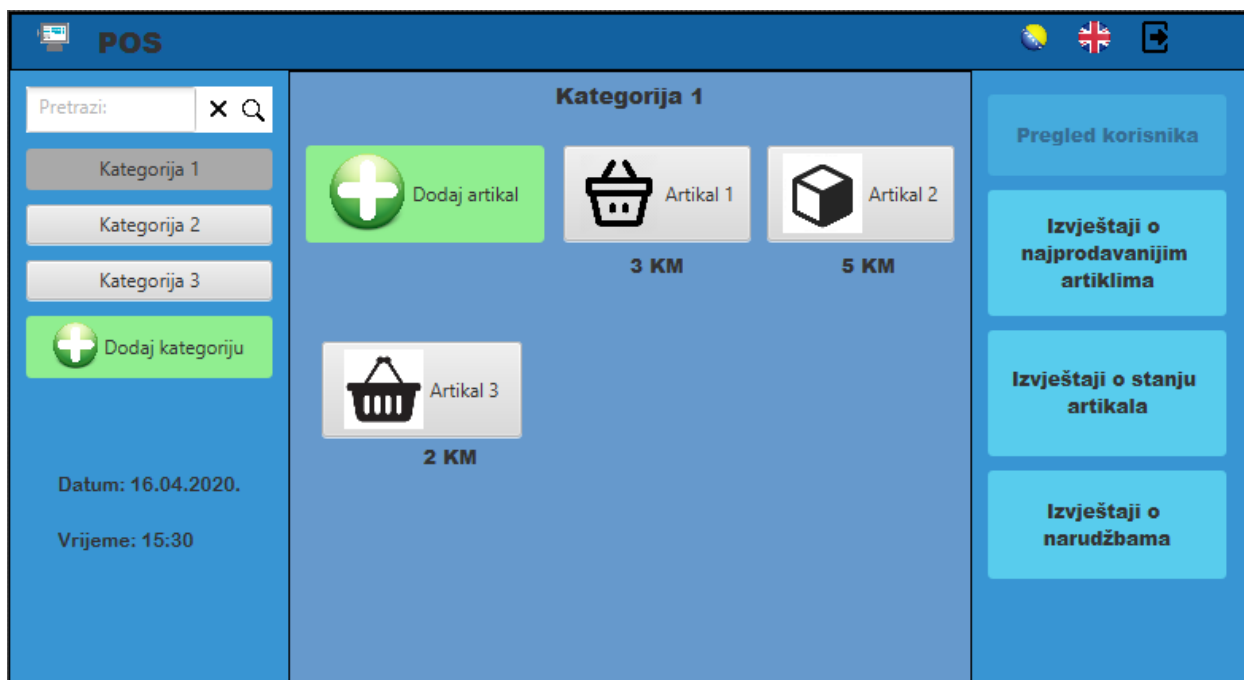 POS
Pretrazi:
Kategorija 1
Kategorija 2
Kategorija 3
Dodaj kategoriju
Datum: 16.04.2020.
Vrijeme: 15:30
Kategorija 1
Dodaj artikal
Artikal 1
Artikal 2
3 KM
5 KM
Artikal 3
2 KM
Pregled korisnika
Izvještaji o
najprodavanijim
artiklima
Izvještaji o stanju
artikala
Izvještaji o
narudžbama